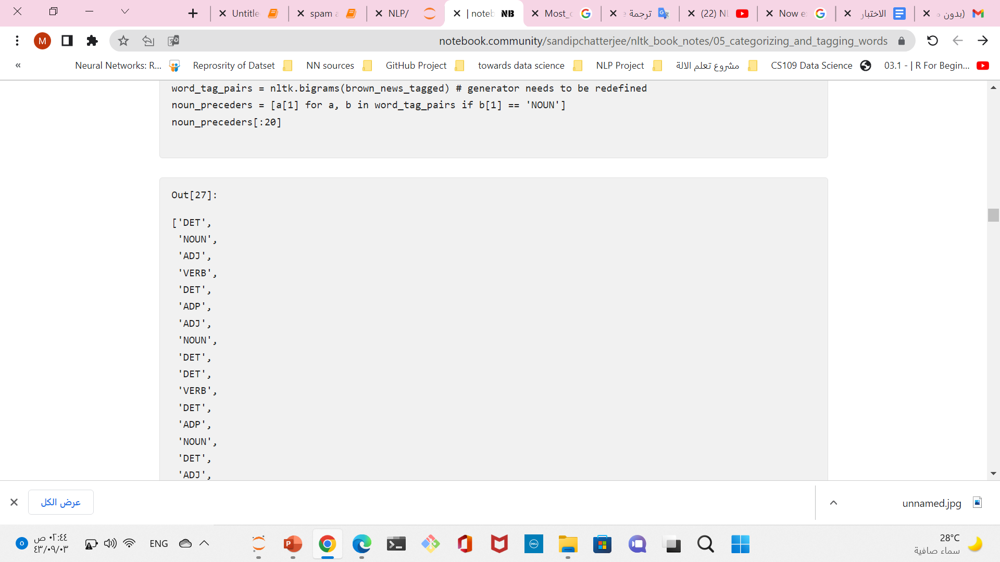 Untitle
spam a
NLP/
| noteb
NB
Most_c
ترجمة e
(22) NL
Now e
الاختبار
(بدون م
M
notebook.community/sandipchatterjee/nltk_book_notes/05_categorizing_and_tagging_words
«
Neural Networks: R...
Reprosrity of Datset
NN sources
GitHub Project
towards data science
NLP Project
مشروع تعلم الالة
CS109 Data Science
03.1 - | R For Begin...
word_tag_pairs = nltk.bigrams(brown_news_tagged) # generator needs to be redefined
noun_preceders = [a[1] for a, b in word_tag_pairs if b[1] == 'NOUN']
noun_preceders[:20]
Out[27]:
['DET',
'NOUN',
'ADJ',
'VERB',
'DET',
'ADP',
'ADJ',
'NOUN',
'DET',
'DET',
'VERB',
'DET',
'ADP',
'NOUN',
'DET',
'ADJ',
عرض الكل
unnamed.jpg
٠٢:٤٤ ص
٤٣/٠٩/٠٣
ENG
28°C
سماء صافية